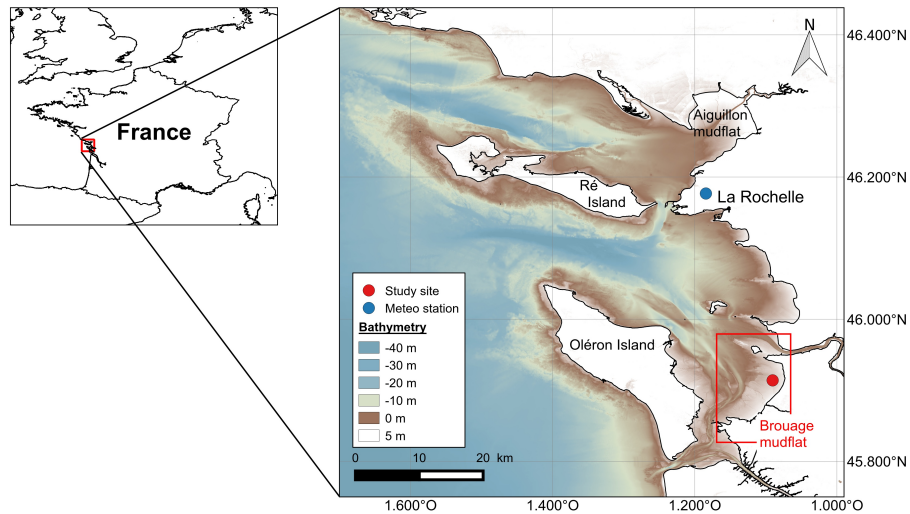 France
N
46.400°N
Aiguillon
mudflat
46.200°N
Ré
Island
La Rochelle
Study site
Meteo station
Bathymetry
-40 m
-30 m
-20 m
-10 m
0 m
5 m
46.000°N
Oléron Island
Brouage
mudflat
0 10 20 km
45.800°N
1.600°N 1.400°N 1.200°N 1.000°N